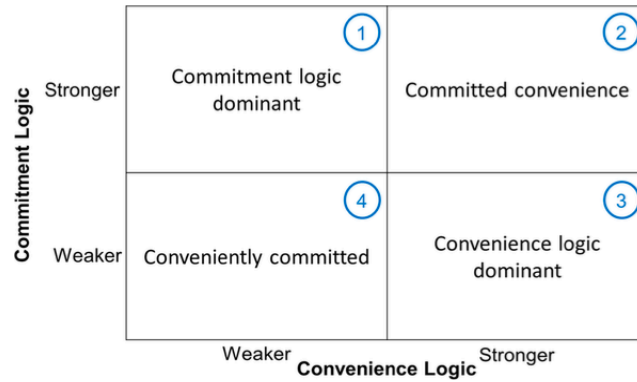 1
2
Commitment logic
dominant
Committed convenience
Stronger
Commitment Logic
4
3
Conveniently committed
Convenience logic
dominant
Weaker
Weaker
Stronger
Convenience Logic